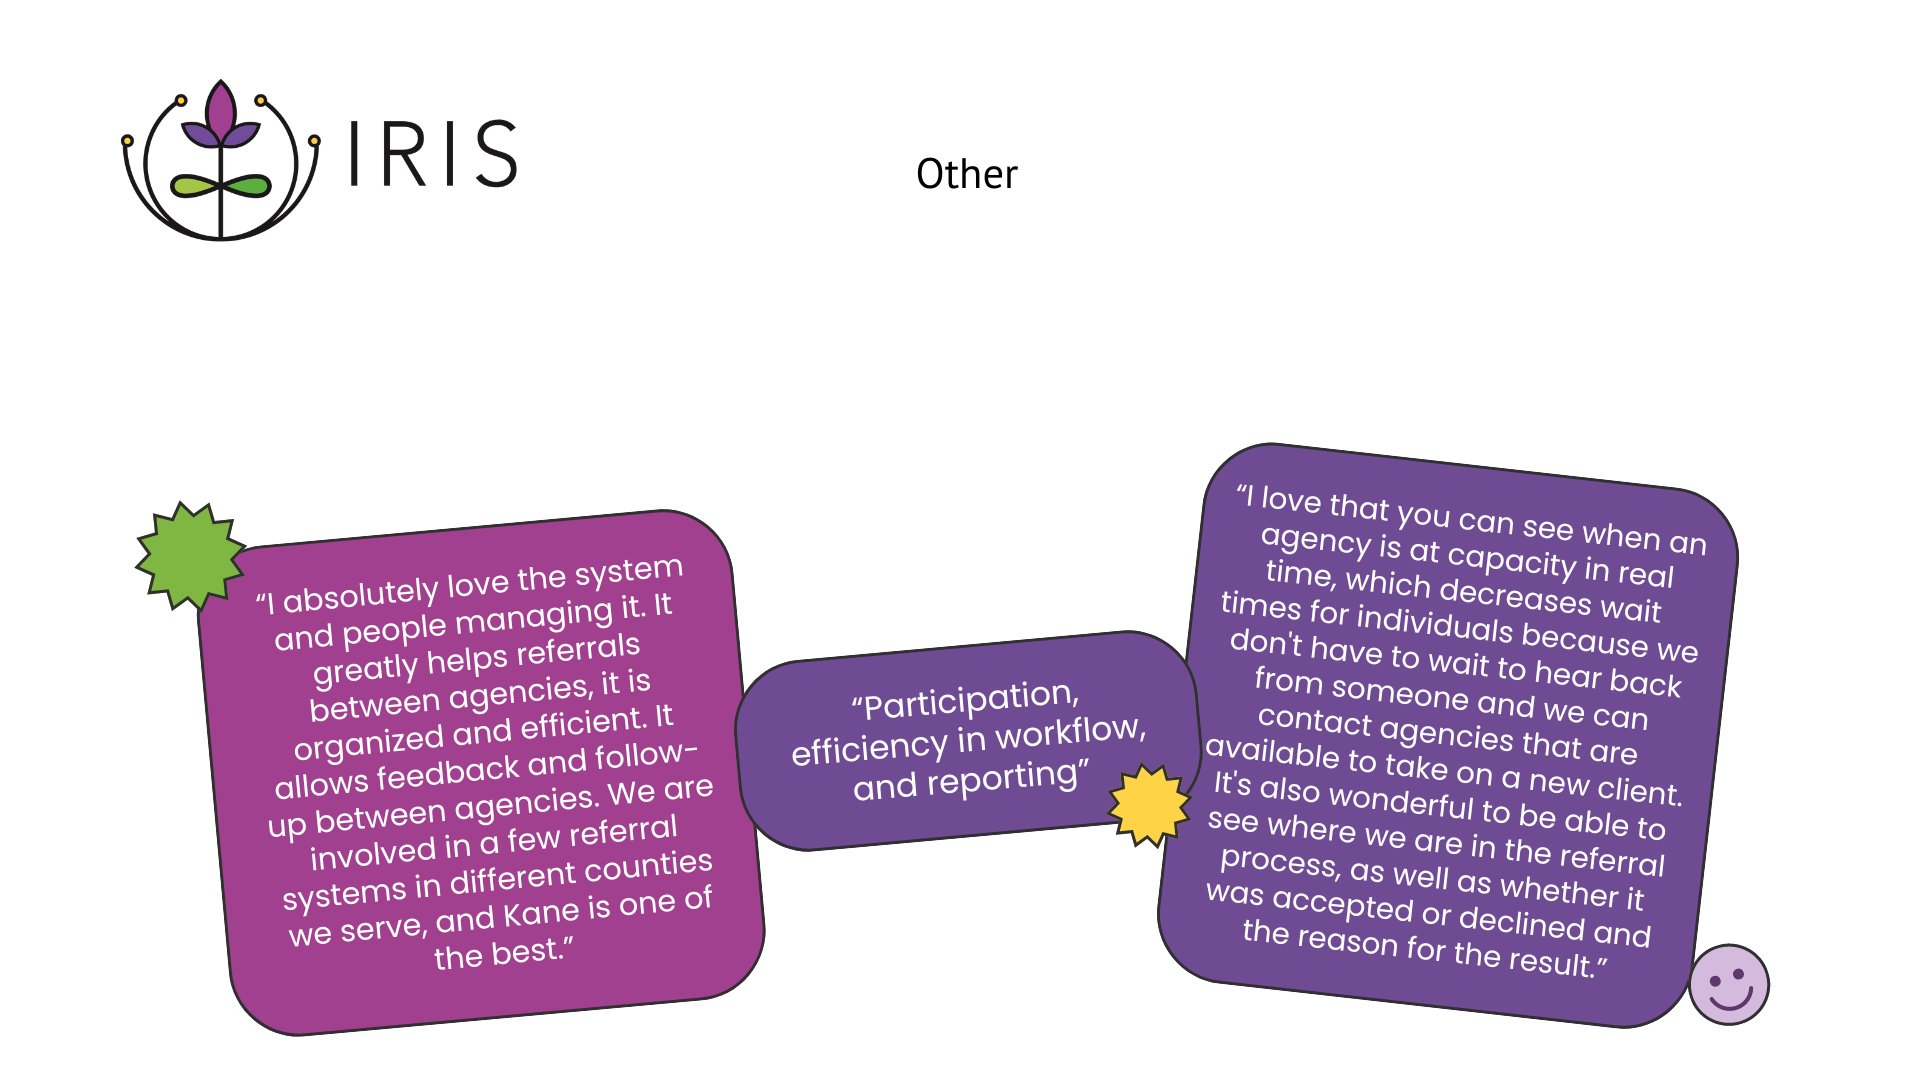 IRIS
Other
“I absolutely love the system
and people managing it. It
greatly helps referrals
between agencies, it is
organized and efficient. It
allows feedback and follow-
up between agencies. We are
involved in a few referral
systems in different counties
we serve, and Kane is one of
the best.”
“Participation,
efficiency in workflow,
and reporting”
“I love that you can see when an
agency is at capacity in real
time, which decreases wait
times for individuals because we
don't have to wait to hear back
from someone and we can
contact agencies that are
available to take on a new client.
It's also wonderful to be able to
see where we are in the referral
process, as well as whether it
was accepted or declined and
the reason for the result.”